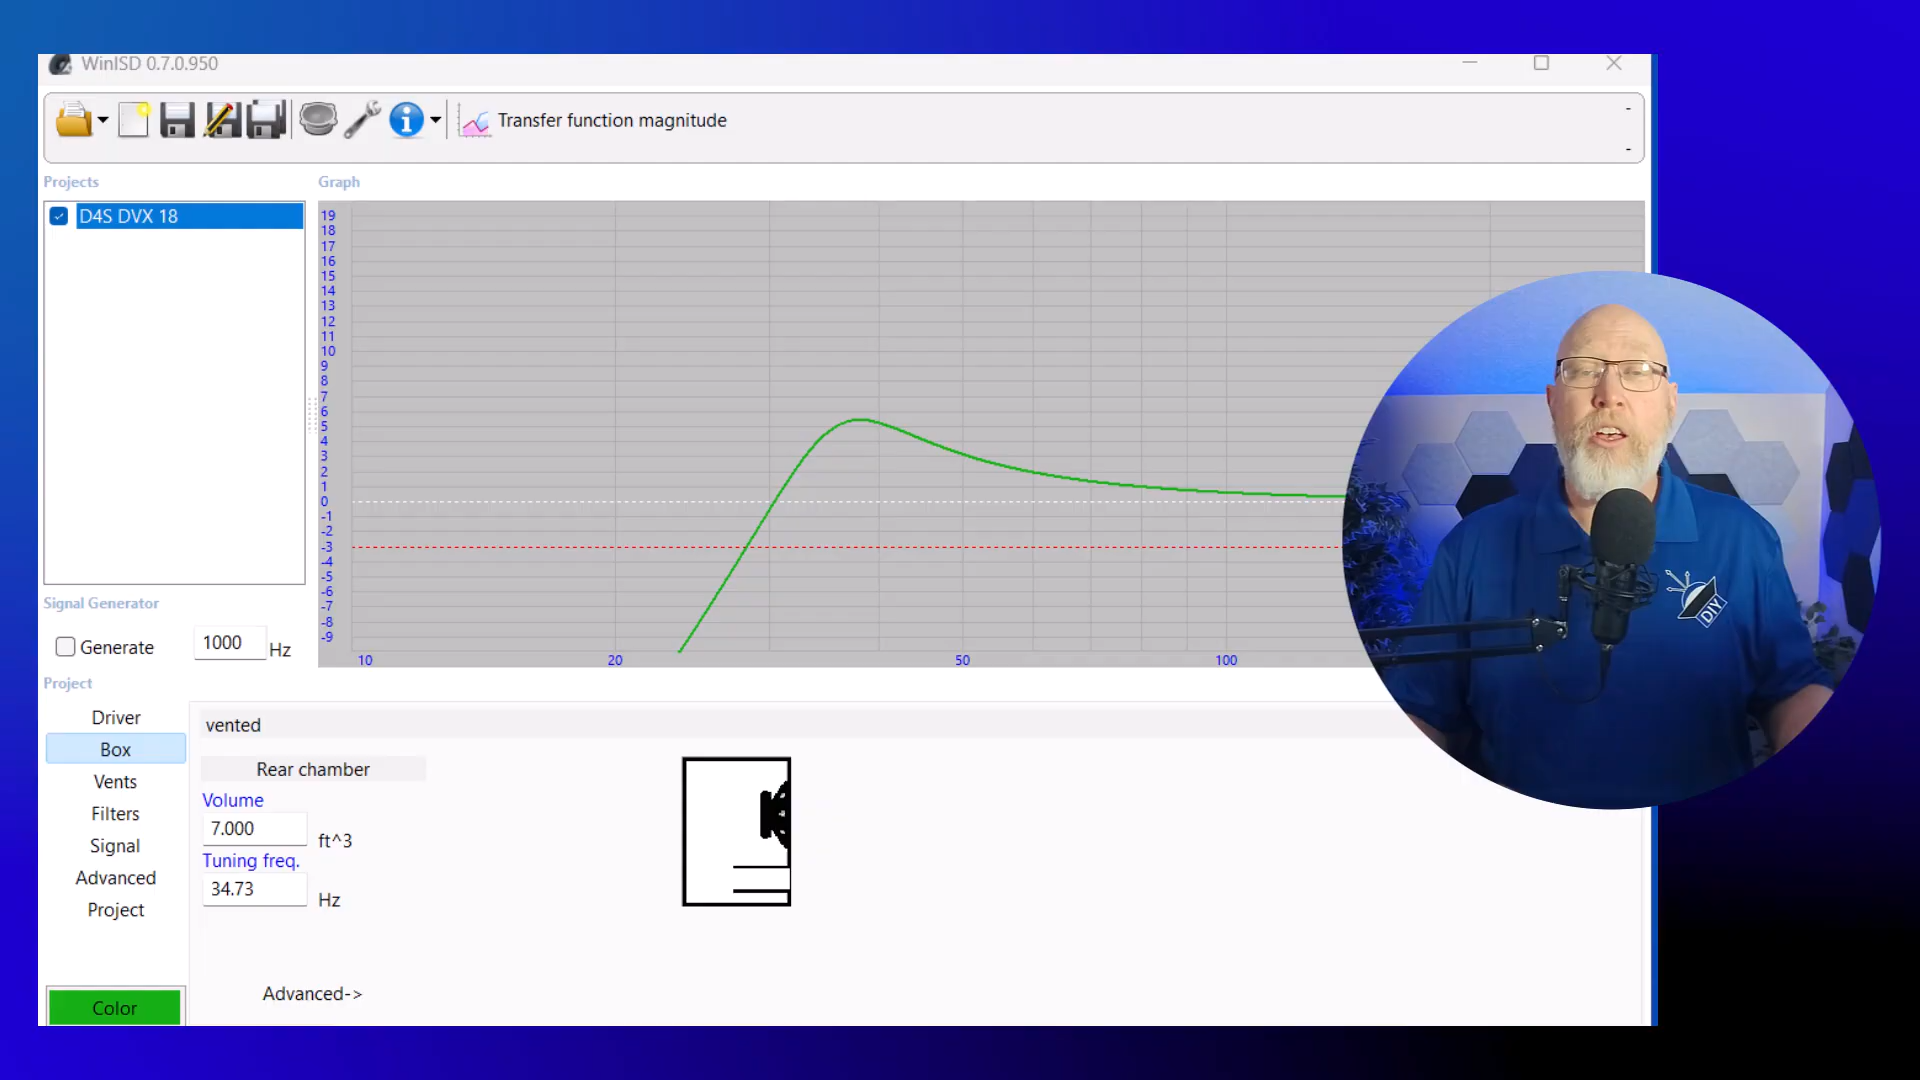 WinISD 0.7.0.950
Transfer function magnitude
Projects
Graph
D4S DVX 18
19
18
17
16
15
14
13
12
11
10
9
8
7
6
5
4
3
2
1
0
-1
-2
-3
-4
-5
-6
-7
-8
-9
10 20 50 100
Signal Generator
Generate 1000 Hz
Project
Driver
Box
Vents
Filters
Signal
Advanced
Project
Color
vented
Rear chamber
Volume
7.000 ft^3
Tuning freq.
34.73 Hz
Advanced->
DIY